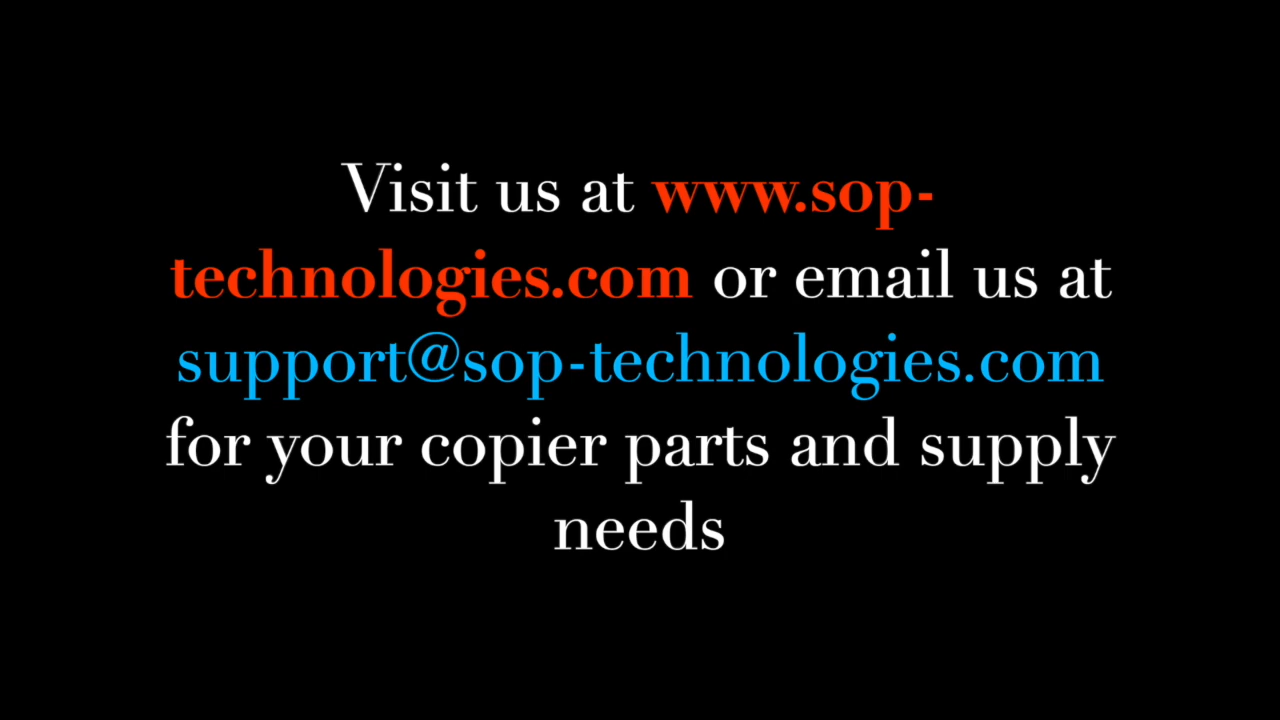 Visit us at www.sop-
technologies.com or email us at
support@sop-technologies.com
for your copier parts and supply
needs